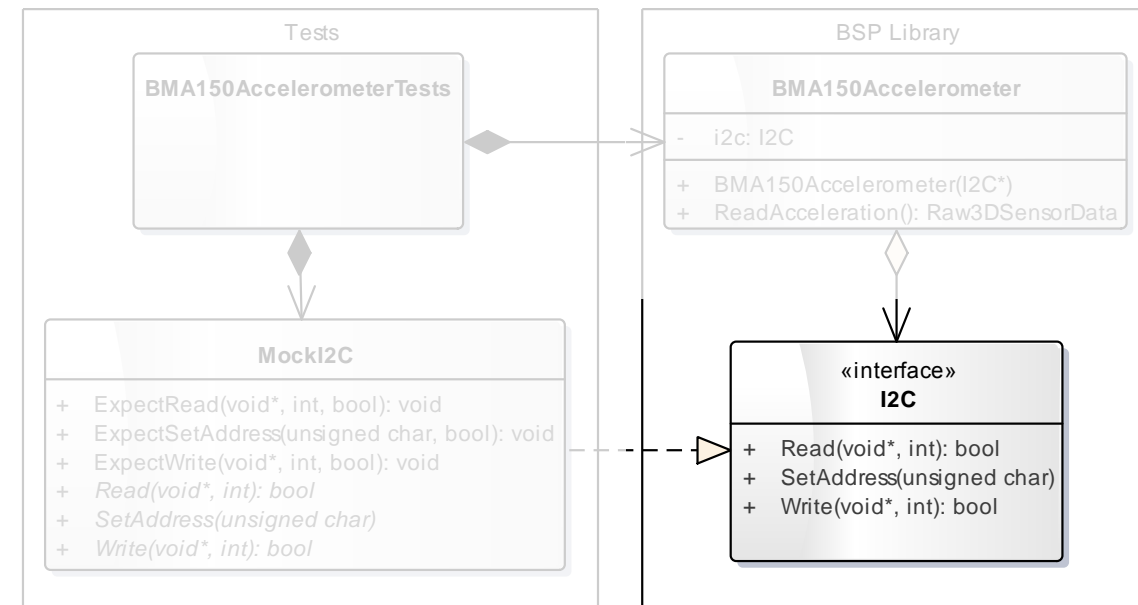 Tests
BMA150AccelerometerTests
MockI2C
+ ExpectRead(void*, int, bool): void
+ ExpectSetAddress(unsigned char, bool): void
+ ExpectWrite(void*, int, bool): void
+ Read(void*, int): bool
+ SetAddress(unsigned char)
+ Write(void*, int): bool
BSP Library
BMA150Accelerometer
- i2c: I2C
+ BMA150Accelerometer(I2C*)
+ ReadAcceleration(): Raw3DSensorData
«interface»
I2C
+ Read(void*, int): bool
+ SetAddress(unsigned char)
+ Write(void*, int): bool